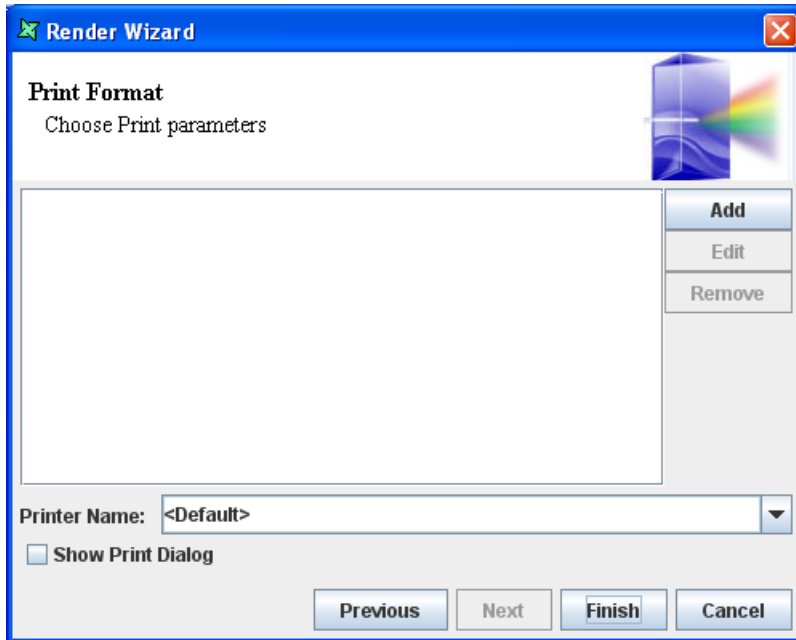 Render Wizard
Print Format
Choose Print parameters
Add
Edit
Remove
Printer Name: <Default>
Show Print Dialog
Previous Next Finish Cancel